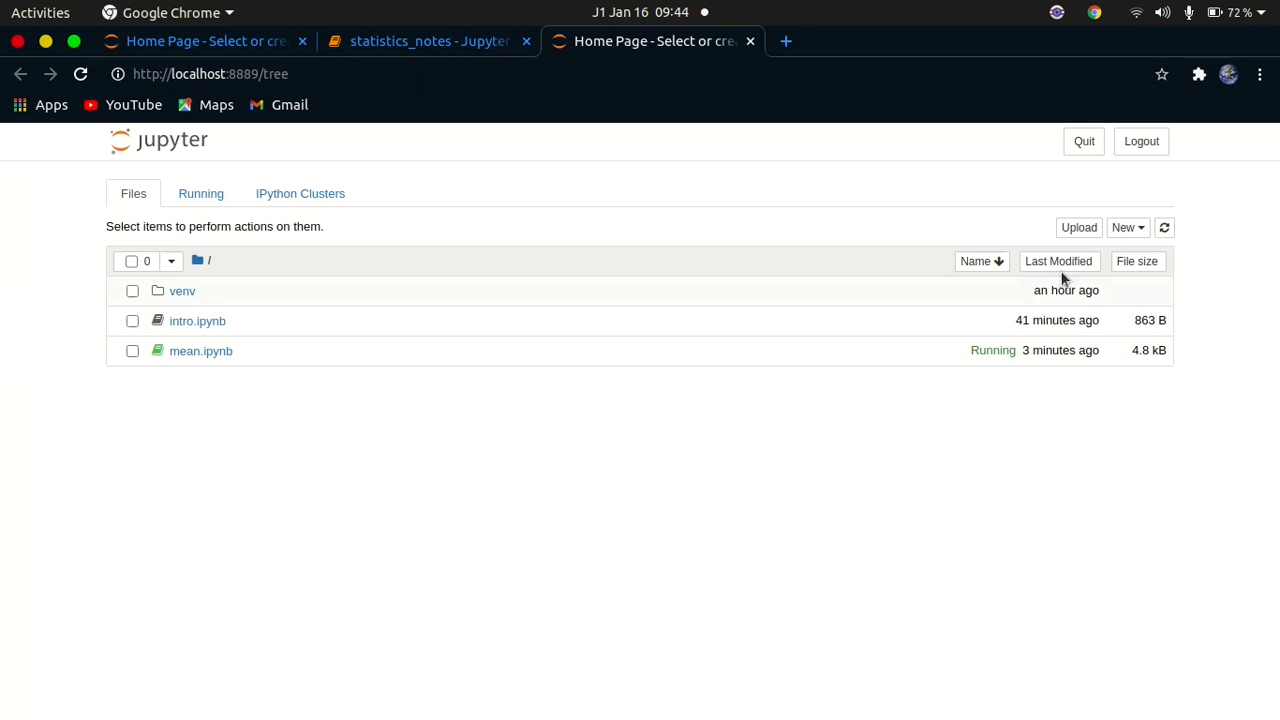 Activities Google Chrome J1 Jan 16 09:44 72 %
Home Page - Select or cre statistics_notes - Jupyter Home Page - Select or cre
http://localhost:8889/tree
Apps YouTube Maps Gmail
jupyter Quit Logout
Files Running IPython Clusters
Select items to perform actions on them. Upload New
0 / Name Last Modified File size
venv an hour ago
intro.ipynb 41 minutes ago 863 B
mean.ipynb Running 3 minutes ago 4.8 kB